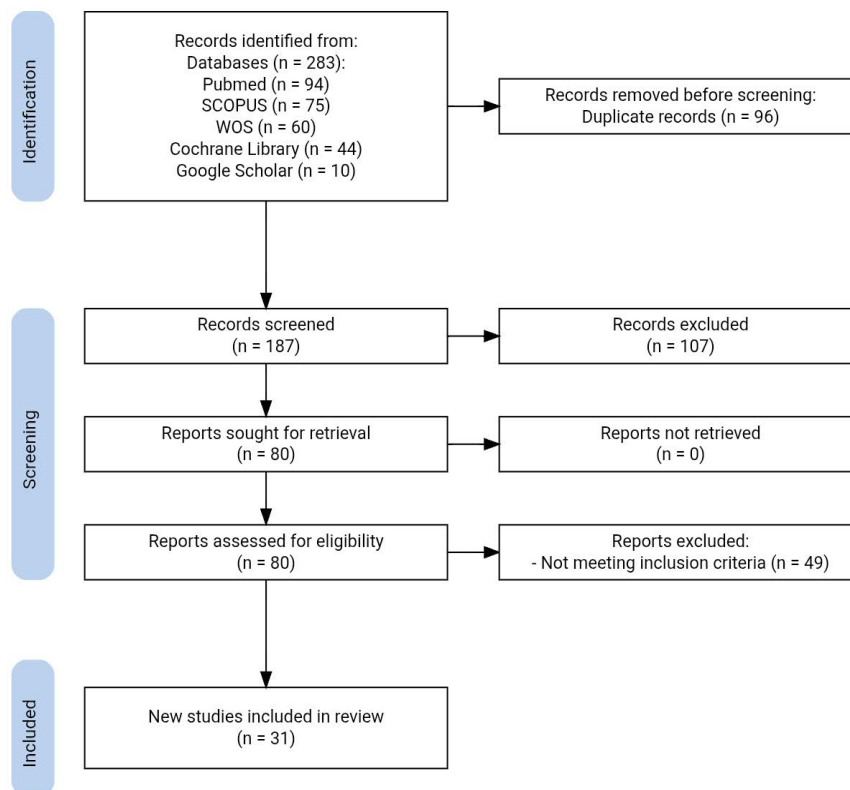 Identification
Records identified from:
Databases (n = 283):
Pubmed (n = 94)
SCOPUS (n = 75)
WOS (n = 60)
Cochrane Library (n = 44)
Google Scholar (n = 10)
Records removed before screening:
Duplicate records (n = 96)
Screening
Records screened
(n = 187)
Records excluded
(n = 107)
Reports sought for retrieval
(n = 80)
Reports not retrieved
(n = 0)
Reports assessed for eligibility
(n = 80)
Reports excluded:
- Not meeting inclusion criteria (n = 49)
Included
New studies included in review
(n = 31)